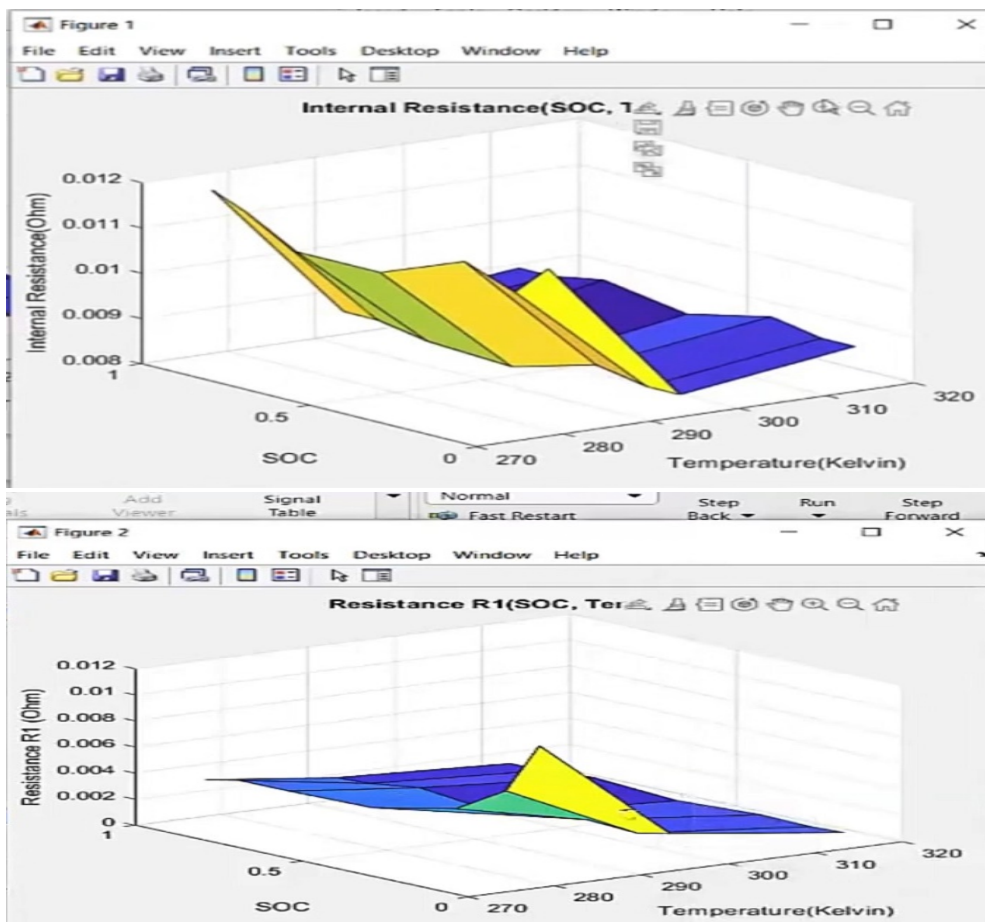 Figure 1
File Edit View Insert Tools Desktop Window Help
Internal Resistance(SOC, T
0.012
0.011
0.01
0.009
0.008
Internal Resistance(Ohm)
1
0.5
0
SOC
270
280
290
300
310
320
Temperature(Kelvin)
Add
Viewer
Signal
Table
Normal
Fast Restart
Step
Back
Run
Step
Forward
Figure 2
File Edit View Insert Tools Desktop Window Help
Resistance R1(SOC, Ter
0.012
0.01
0.008
0.006
0.004
0.002
0
Resistance R1 (Ohm)
1
0.5
0
SOC
270
280
290
300
310
320
Temperature(Kelvin)